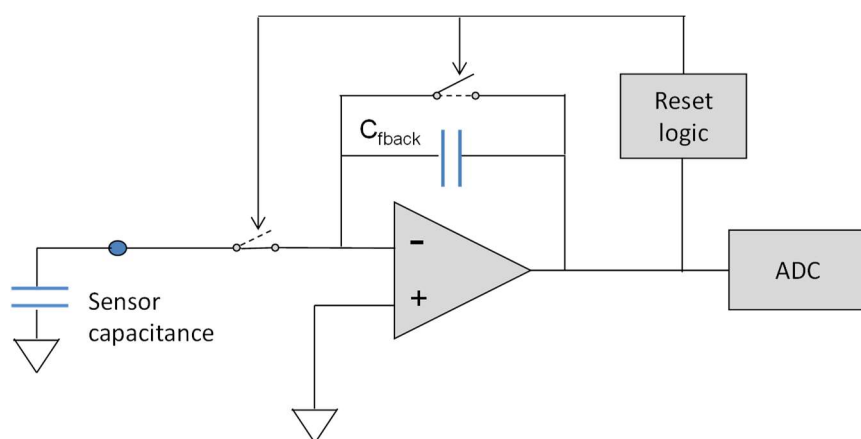 Reset
logic
C_fback
-
+
ADC
Sensor
capacitance